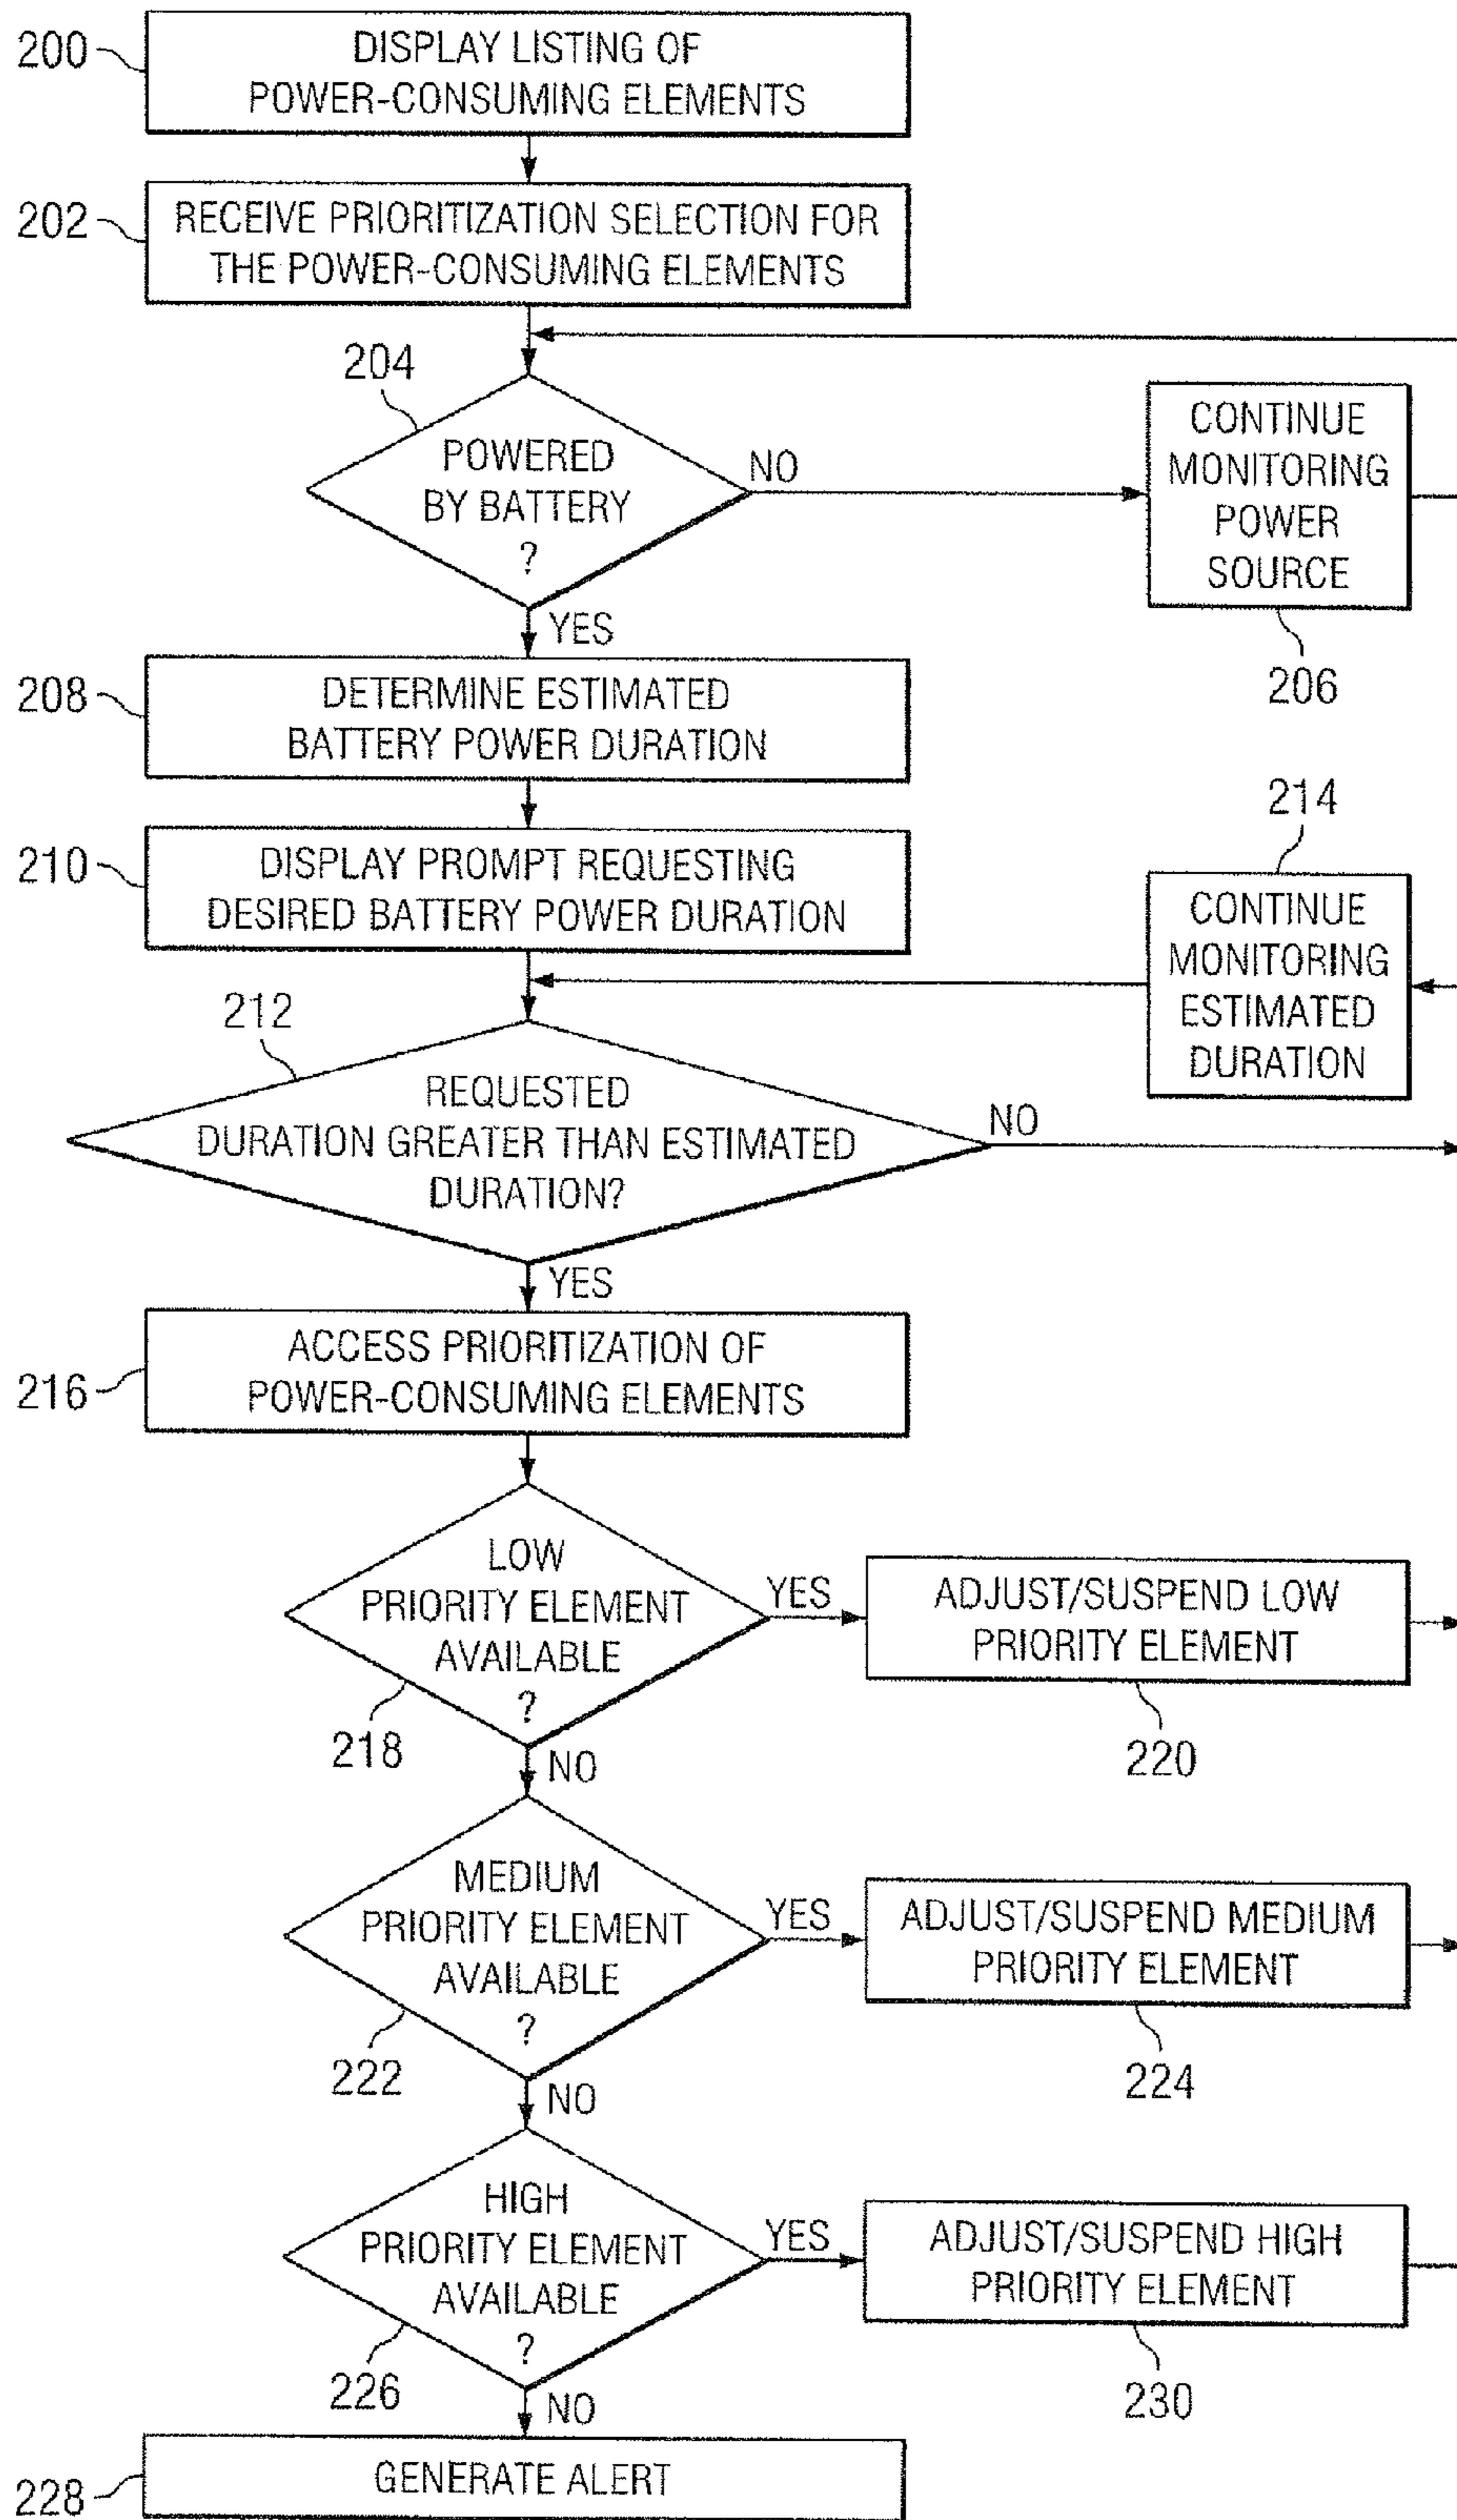 200
DISPLAY LISTING OF
POWER-CONSUMING ELEMENTS
202
RECEIVE PRIORITIZATION SELECTION FOR
THE POWER-CONSUMING ELEMENTS
204
POWERED
BY BATTERY
?
NO
CONTINUE
MONITORING
POWER
SOURCE
206
YES
208
DETERMINE ESTIMATED
BATTERY POWER DURATION
210
DISPLAY PROMPT REQUESTING
DESIRED BATTERY POWER DURATION
214
CONTINUE
MONITORING
ESTIMATED
DURATION
212
REQUESTED
DURATION GREATER THAN ESTIMATED
DURATION?
NO
YES
216
ACCESS PRIORITIZATION OF
POWER-CONSUMING ELEMENTS
LOW
PRIORITY ELEMENT
AVAILABLE
?
218
YES
ADJUST/SUSPEND LOW
PRIORITY ELEMENT
220
NO
MEDIUM
PRIORITY ELEMENT
AVAILABLE
?
222
YES
ADJUST/SUSPEND MEDIUM
PRIORITY ELEMENT
224
NO
HIGH
PRIORITY ELEMENT
AVAILABLE
?
226
YES
ADJUST/SUSPEND HIGH
PRIORITY ELEMENT
230
NO
228
GENERATE ALERT